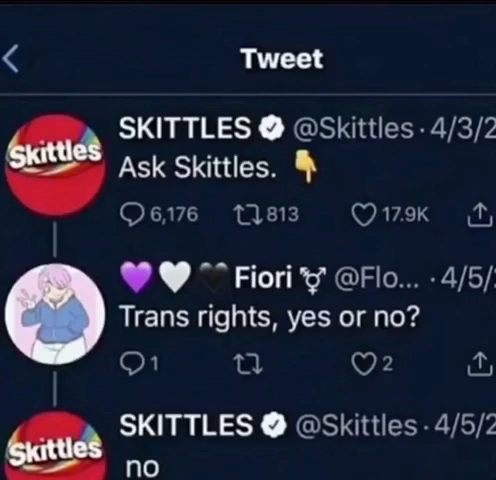 Tweet
Skittles
SKITTLES @Skittles · 4/3/2
Ask Skittles. 👇
6,176 813 17.9K
💜🤍🖤 Fiori ⚧ @Flo... · 4/5/
Trans rights, yes or no?
1 2
Skittles
SKITTLES @Skittles · 4/5/2
no